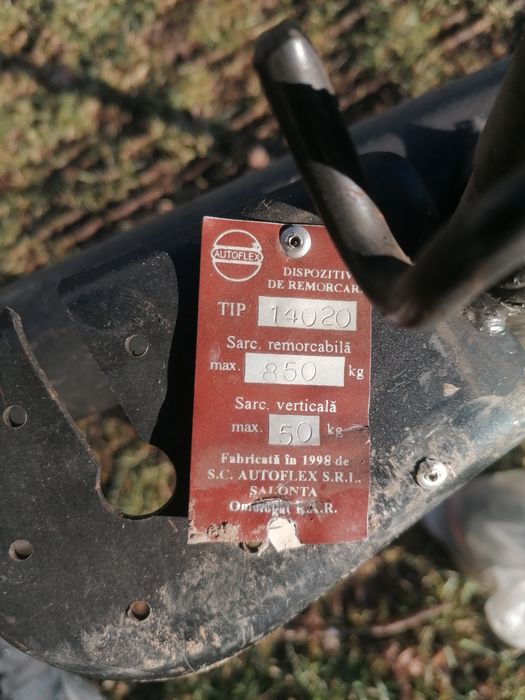 AUTOFLEX
DISPOZITIV
DE REMORCARE
TIP 14020
Sarc. remorcabilă
max. 850 kg
Sarc. verticală
max. 50 kg
Fabricată în 1998 de
S.C. AUTOFLEX S.R.L.
SALONTA
Omologat R.A.R.